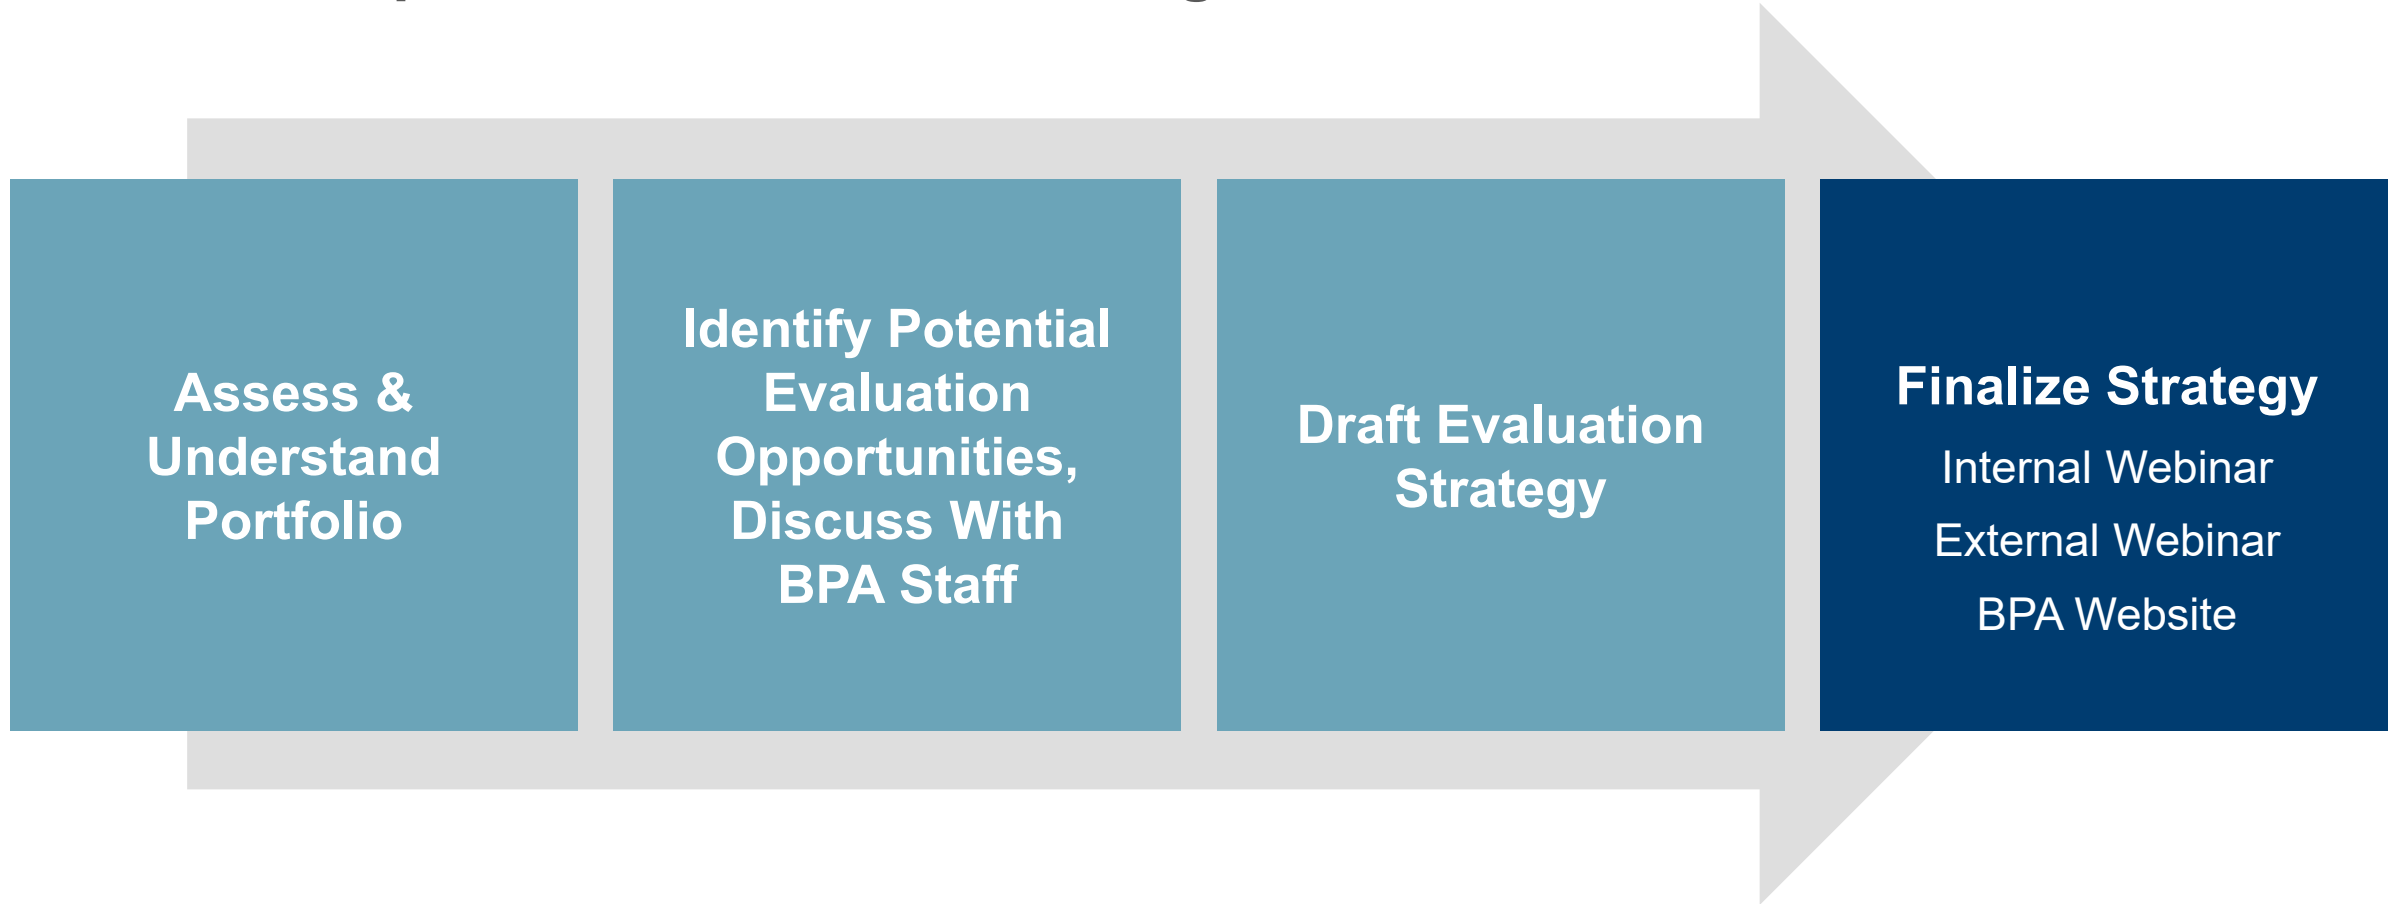 Assess &
Understand
Portfolio
Identify Potential
Evaluation
Opportunities,
Discuss With
BPA Staff
Draft Evaluation
Strategy
Finalize Strategy
Internal Webinar
External Webinar
BPA Website